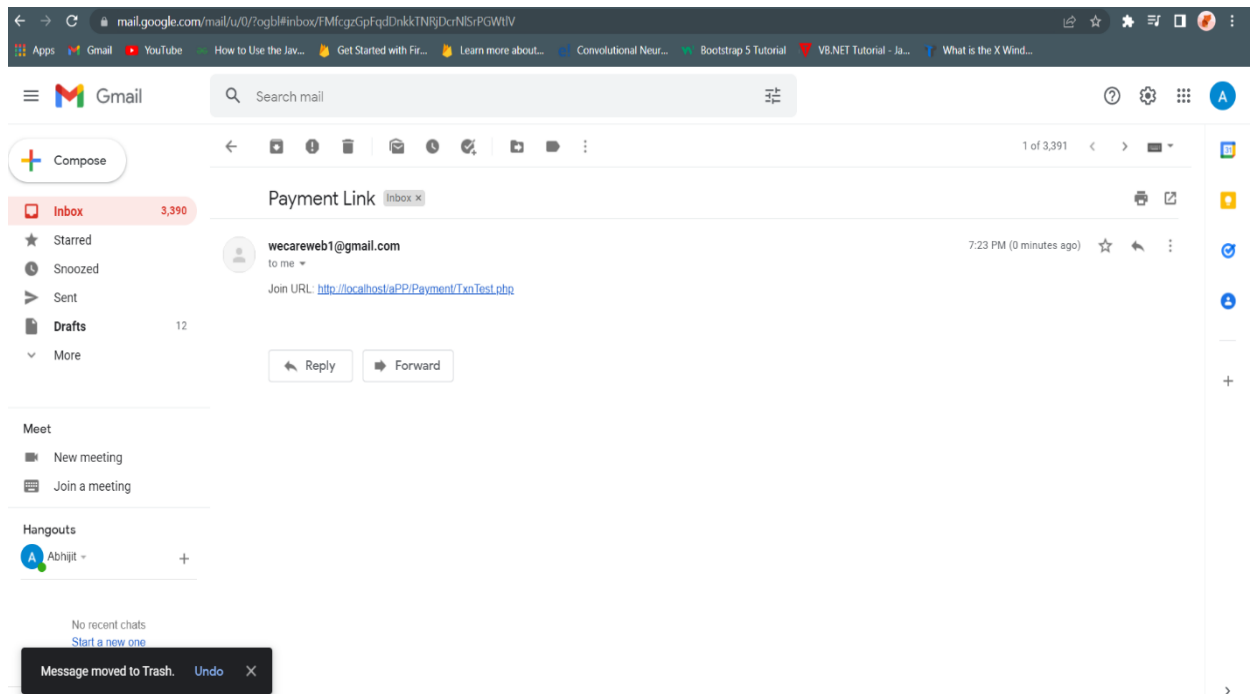 mail.google.com/mail/u/0/?ogbl#inbox/FMfcgzGpFqdDnkkTNRjDcrNlSrPGWtlV
Apps Gmail YouTube How to Use the Jav... Get Started with Fir... Learn more about... Convolutional Neur... Bootstrap 5 Tutorial VB.NET Tutorial - Ja... What is the X Wind...
Gmail Search mail A
Compose 1 of 3,391
Payment Link Inbox ×
Inbox 3,390
Starred
wecareweb1@gmail.com 7:23 PM (0 minutes ago)
to me
Snoozed
Join URL: http://localhost/aPP/Payment/TxnTest.php
Sent
Drafts 12
More
Reply Forward
Meet
New meeting
Join a meeting
Hangouts
A Abhijit
No recent chats
Start a new one
Message moved to Trash. Undo